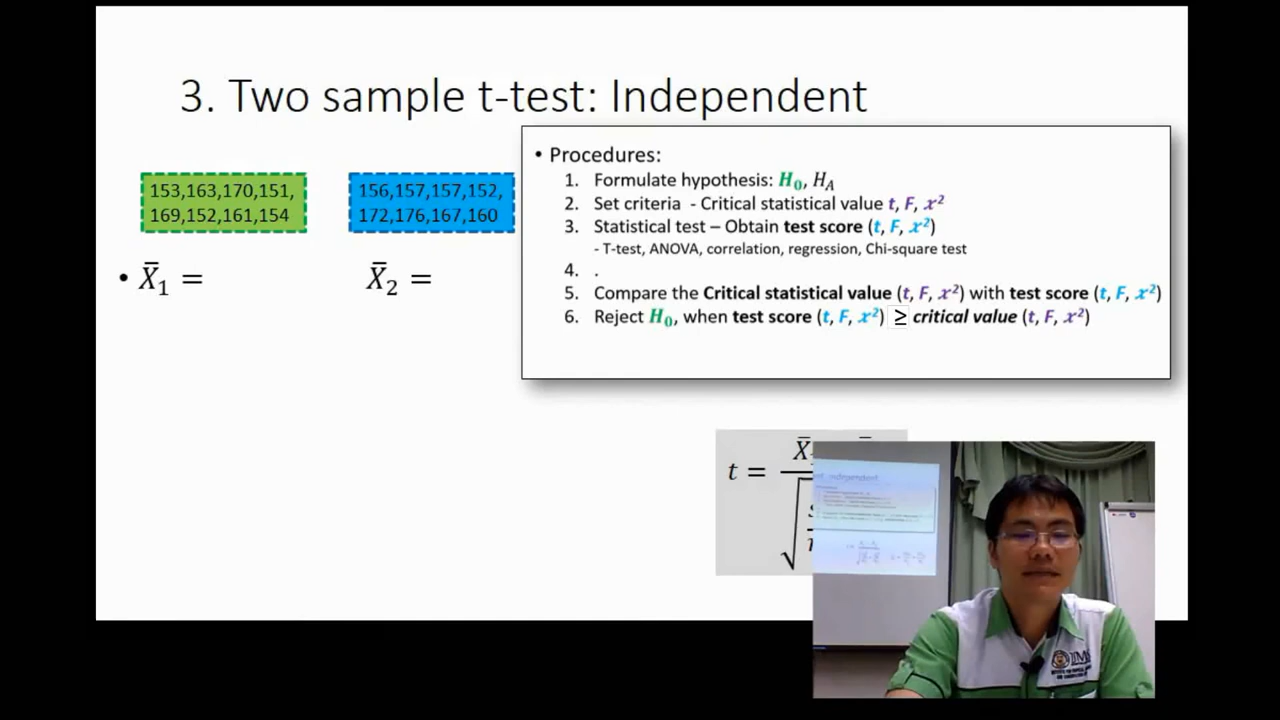 3. Two sample t-test: Independent
153,163,170,151,
169,152,161,154
156,157,157,152,
172,176,167,160
• X̄₁ =
X̄₂ =
• Procedures:
1. Formulate hypothesis: H₀, H_A
2. Set criteria - Critical statistical value t, F, x²
3. Statistical test – Obtain test score (t, F, x²)
- T-test, ANOVA, correlation, regression, Chi-square test
4. .
5. Compare the Critical statistical value (t, F, x²) with test score (t, F, x²)
6. Reject H₀, when test score (t, F, x²) ≥ critical value (t, F, x²)
t = X̄